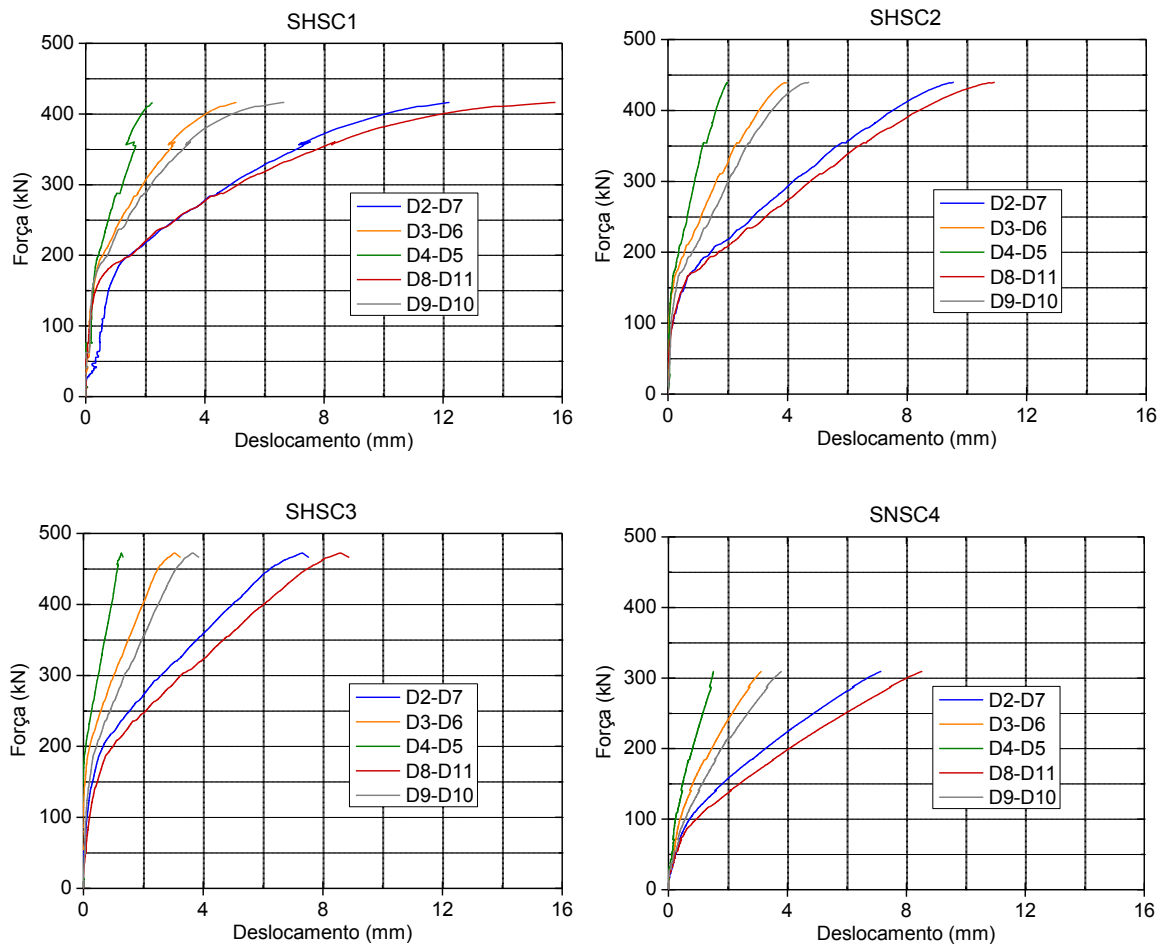 SHSC1
500
400
300
200
100
0
Força (kN)
D2-D7
D3-D6
D4-D5
D8-D11
D9-D10
0 4 8 12 16
Deslocamento (mm)
SHSC2
500
400
300
200
100
0
Força (kN)
D2-D7
D3-D6
D4-D5
D8-D11
D9-D10
0 4 8 12 16
Deslocamento (mm)
SHSC3
500
400
300
200
100
0
Força (kN)
D2-D7
D3-D6
D4-D5
D8-D11
D9-D10
0 4 8 12 16
Deslocamento (mm)
SNSC4
500
400
300
200
100
0
Força (kN)
D2-D7
D3-D6
D4-D5
D8-D11
D9-D10
0 4 8 12 16
Deslocamento (mm)